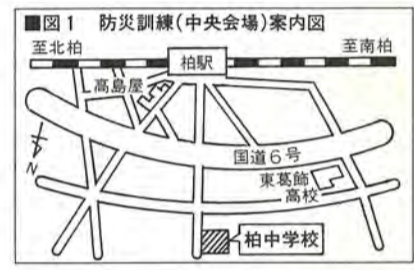 ■図1 防災訓練(中央会場)案内図
至北柏
柏駅
至南柏
高島屋
国道6号
東葛飾
高校
N
柏中学校